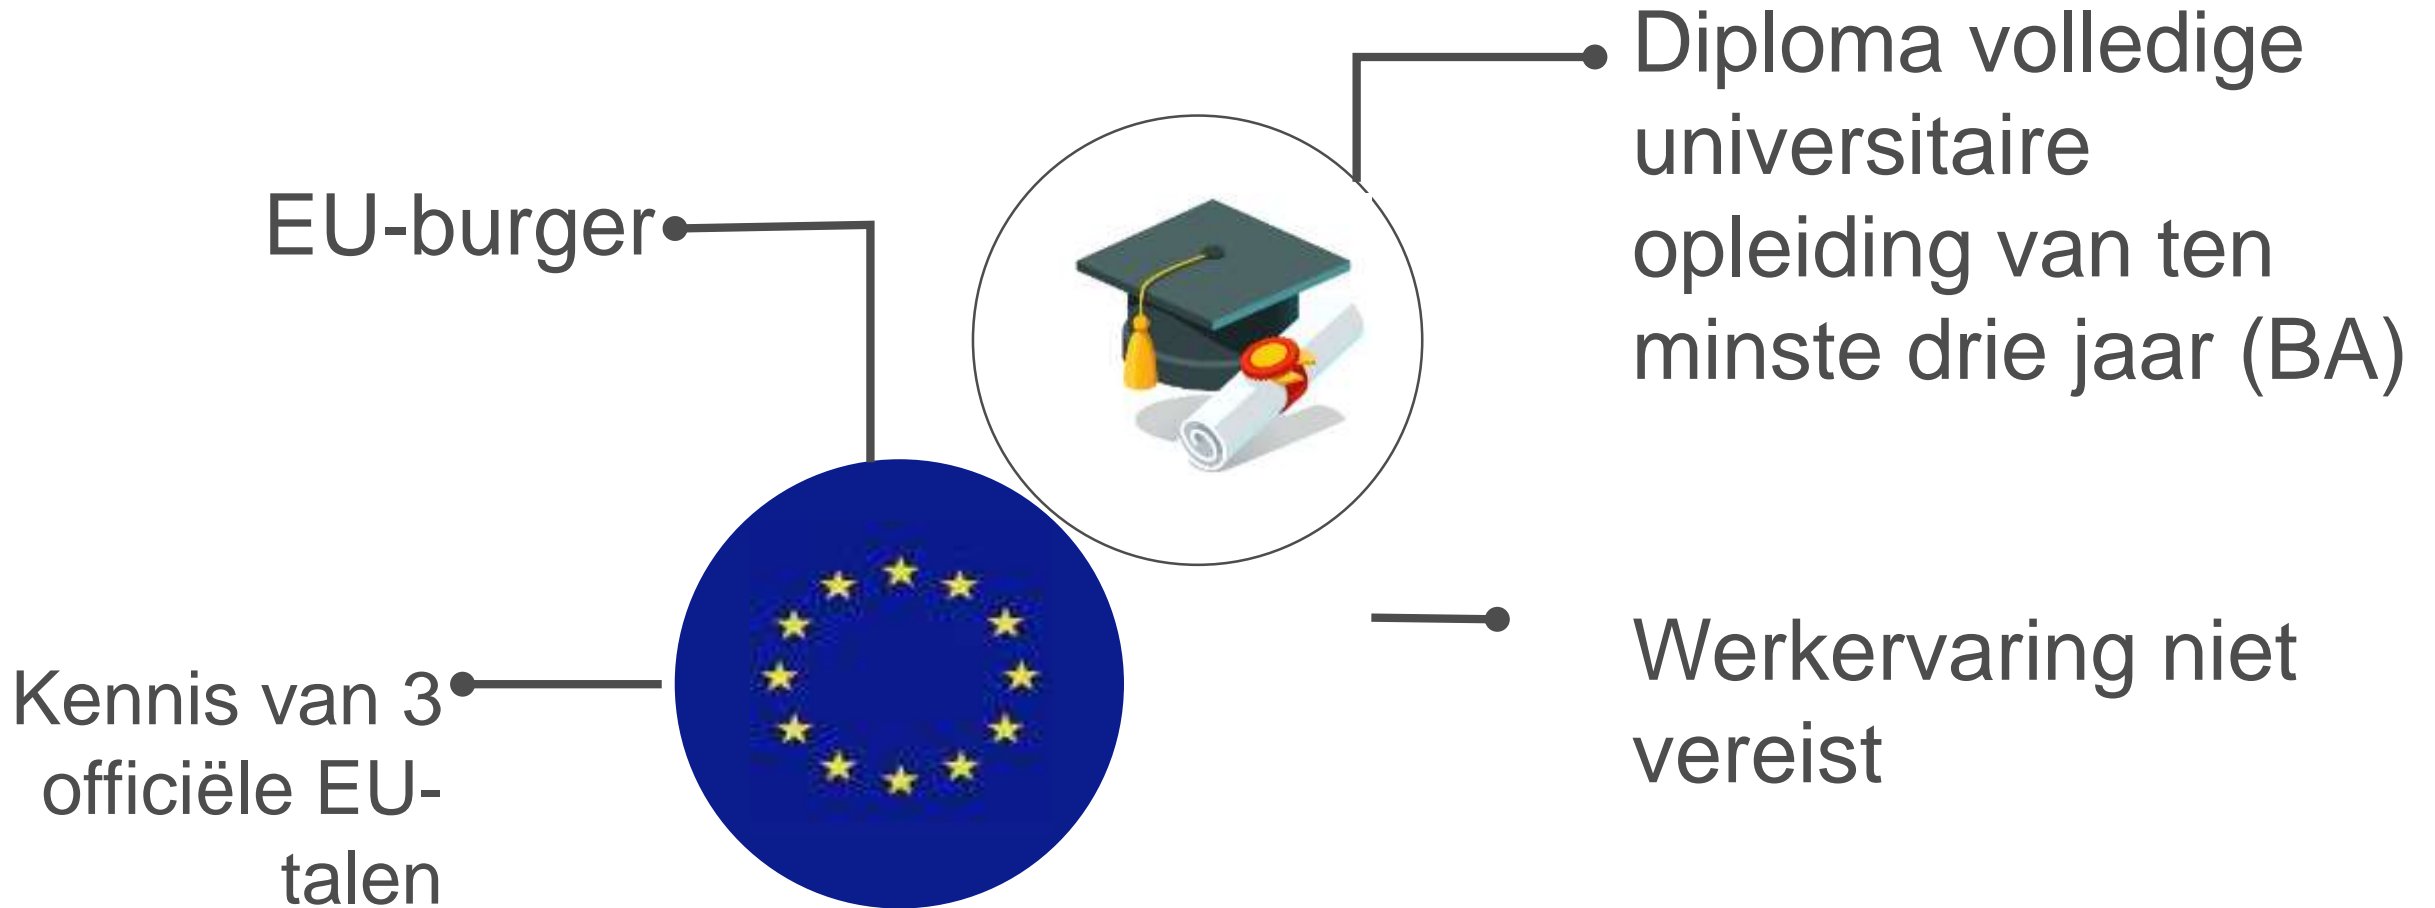 EU-burger
Kennis van 3
officiële EU-
talen
Diploma volledige
universitaire
opleiding van ten
minste drie jaar (BA)
Werkervaring niet
vereist